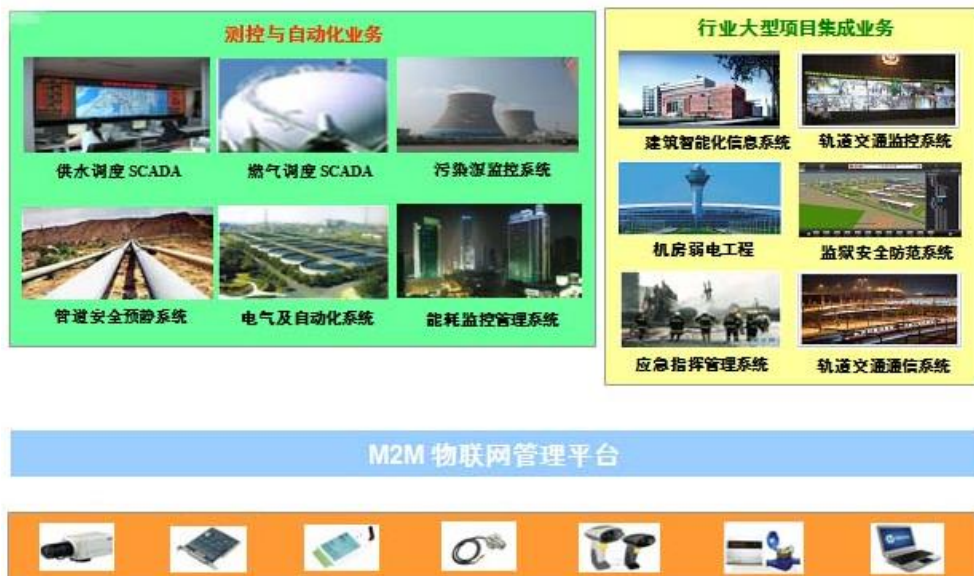 测控与自动化业务
供水调度 SCADA
燃气调度 SCADA
污染源监控系统
管道安全预警系统
电气及自动化系统
能耗监控管理系统
行业大型项目集成业务
建筑智能化信息系统
轨道交通监控系统
机房弱电工程
监狱安全防范系统
应急指挥管理系统
轨道交通通信系统
M2M 物联网管理平台